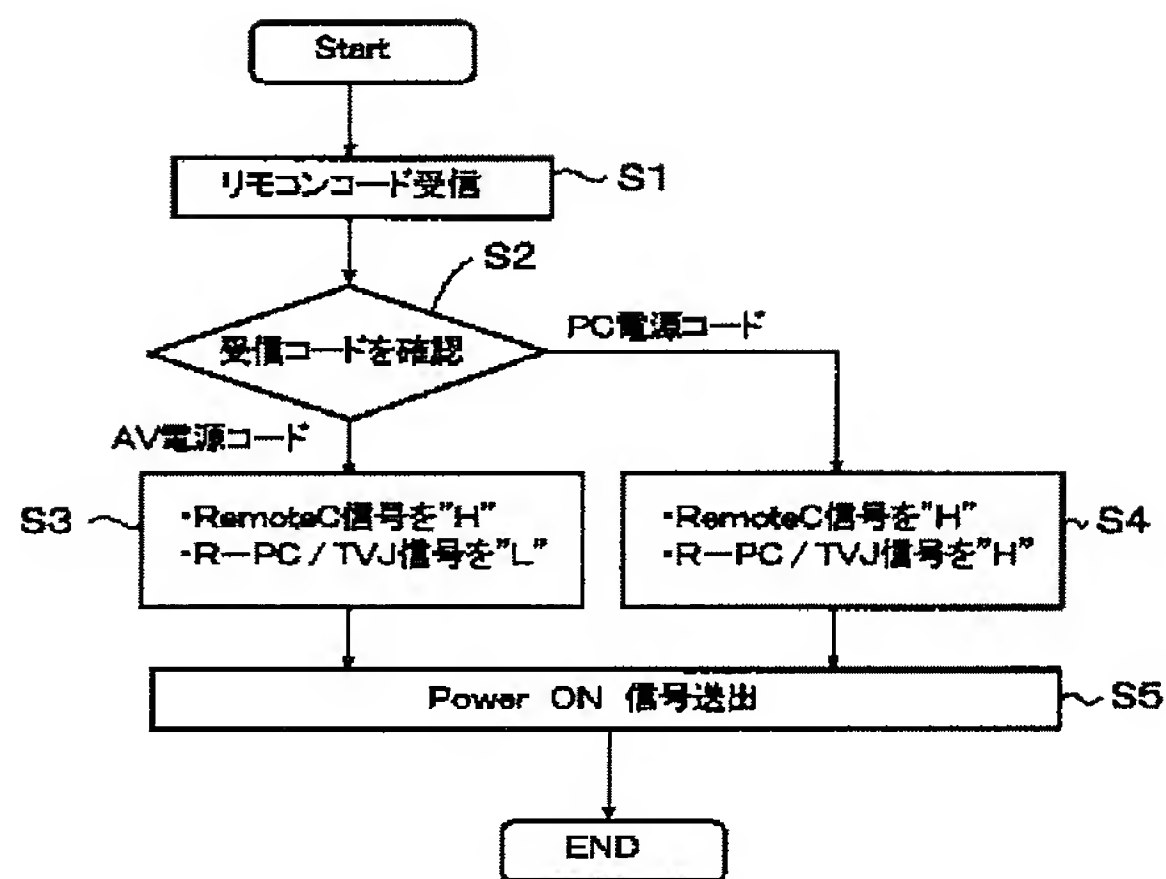 Start
リモコンコード受信
S1
S2
受信コードを確認
PC電源コード
AV電源コード
S3
・RemoteC信号を"H"
・R－PC／TVJ信号を"L"
・RemoteC信号を"H"
・R－PC／TVJ信号を"H"
S4
Power ON 信号送出
S5
END